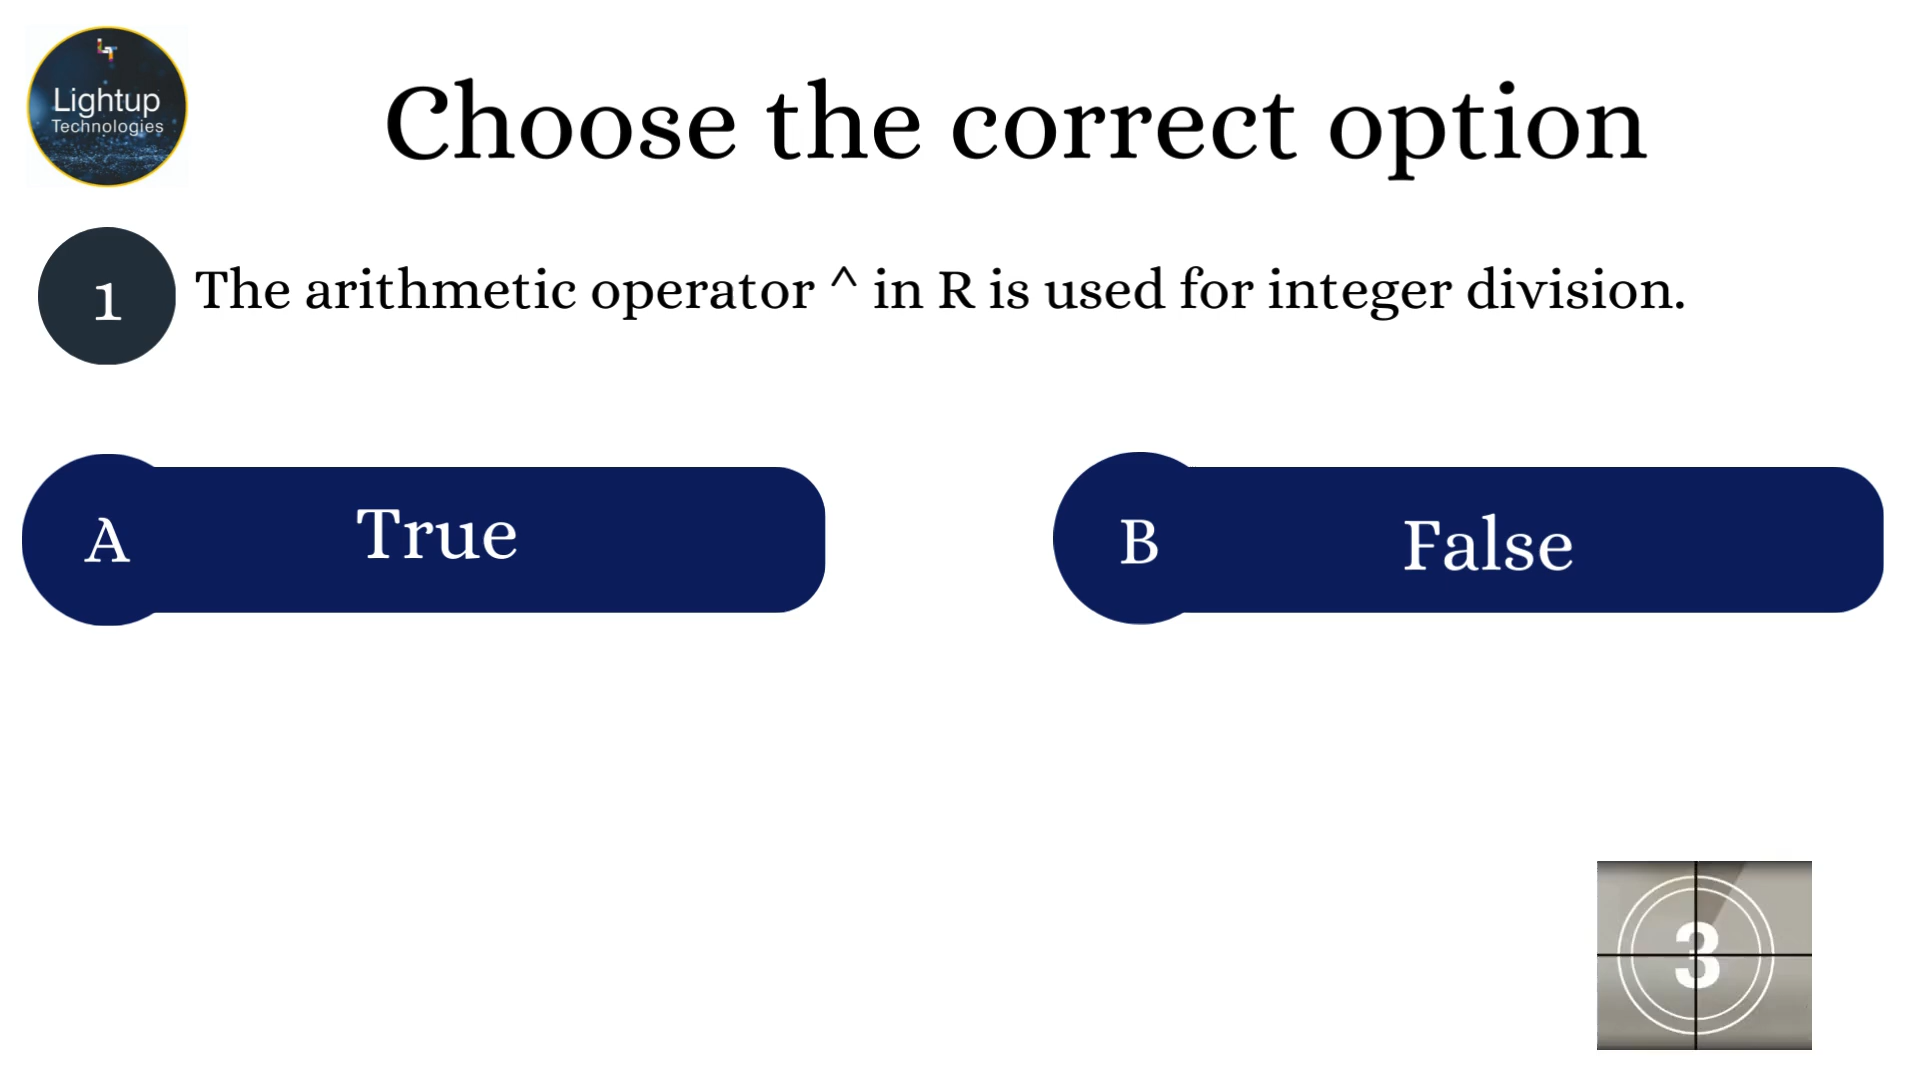 Lightup
Technologies
Choose the correct option
1
The arithmetic operator ^ in R is used for integer division.
A
True
B
False
3